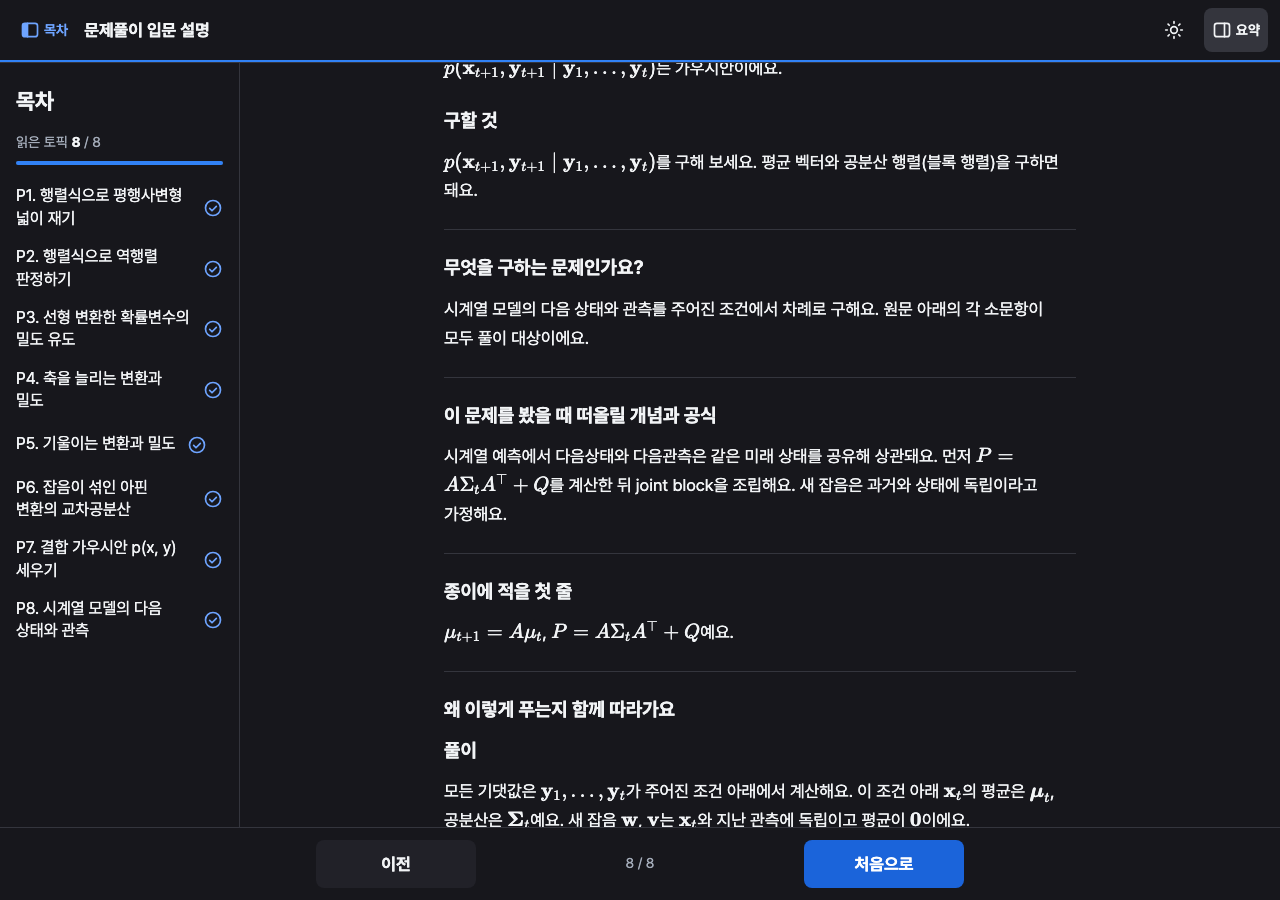 목차 문제풀이 입문 설명 요약
목차
읽은 토픽 8 / 8
P1. 행렬식으로 평행사변형
넓이 재기
P2. 행렬식으로 역행렬
판정하기
P3. 선형 변환한 확률변수의
밀도 유도
P4. 축을 늘리는 변환과
밀도
P5. 기울이는 변환과 밀도
P6. 잡음이 섞인 아핀
변환의 교차공분산
P7. 결합 가우시안 p(x, y)
세우기
P8. 시계열 모델의 다음
상태와 관측
p(𝐱ₜ₊₁, 𝐲ₜ₊₁ | 𝐲₁, . . . , 𝐲ₜ)는 가우시안이에요.
구할 것
p(𝐱ₜ₊₁, 𝐲ₜ₊₁ | 𝐲₁, . . . , 𝐲ₜ)를 구해 보세요. 평균 벡터와 공분산 행렬(블록 행렬)을 구하면
돼요.
무엇을 구하는 문제인가요?
시계열 모델의 다음 상태와 관측를 주어진 조건에서 차례로 구해요. 원문 아래의 각 소문항이
모두 풀이 대상이에요.
이 문제를 봤을 때 떠올릴 개념과 공식
시계열 예측에서 다음상태와 다음관측은 같은 미래 상태를 공유해 상관돼요. 먼저 P =
AΣₜA⊤ + Q를 계산한 뒤 joint block을 조립해요. 새 잡음은 과거와 상태에 독립이라고
가정해요.
종이에 적을 첫 줄
μₜ₊₁ = Aμₜ, P = AΣₜA⊤ + Q예요.
왜 이렇게 푸는지 함께 따라가요
풀이
모든 기댓값은 𝐲₁, . . . , 𝐲ₜ가 주어진 조건 아래에서 계산해요. 이 조건 아래 𝐱ₜ의 평균은 𝝁ₜ,
공분산은 𝚺ₜ예요. 새 잡음 𝐰, 𝐯는 𝐱ₜ와 지난 관측에 독립이고 평균이 𝟎이에요.
이전
8 / 8
처음으로